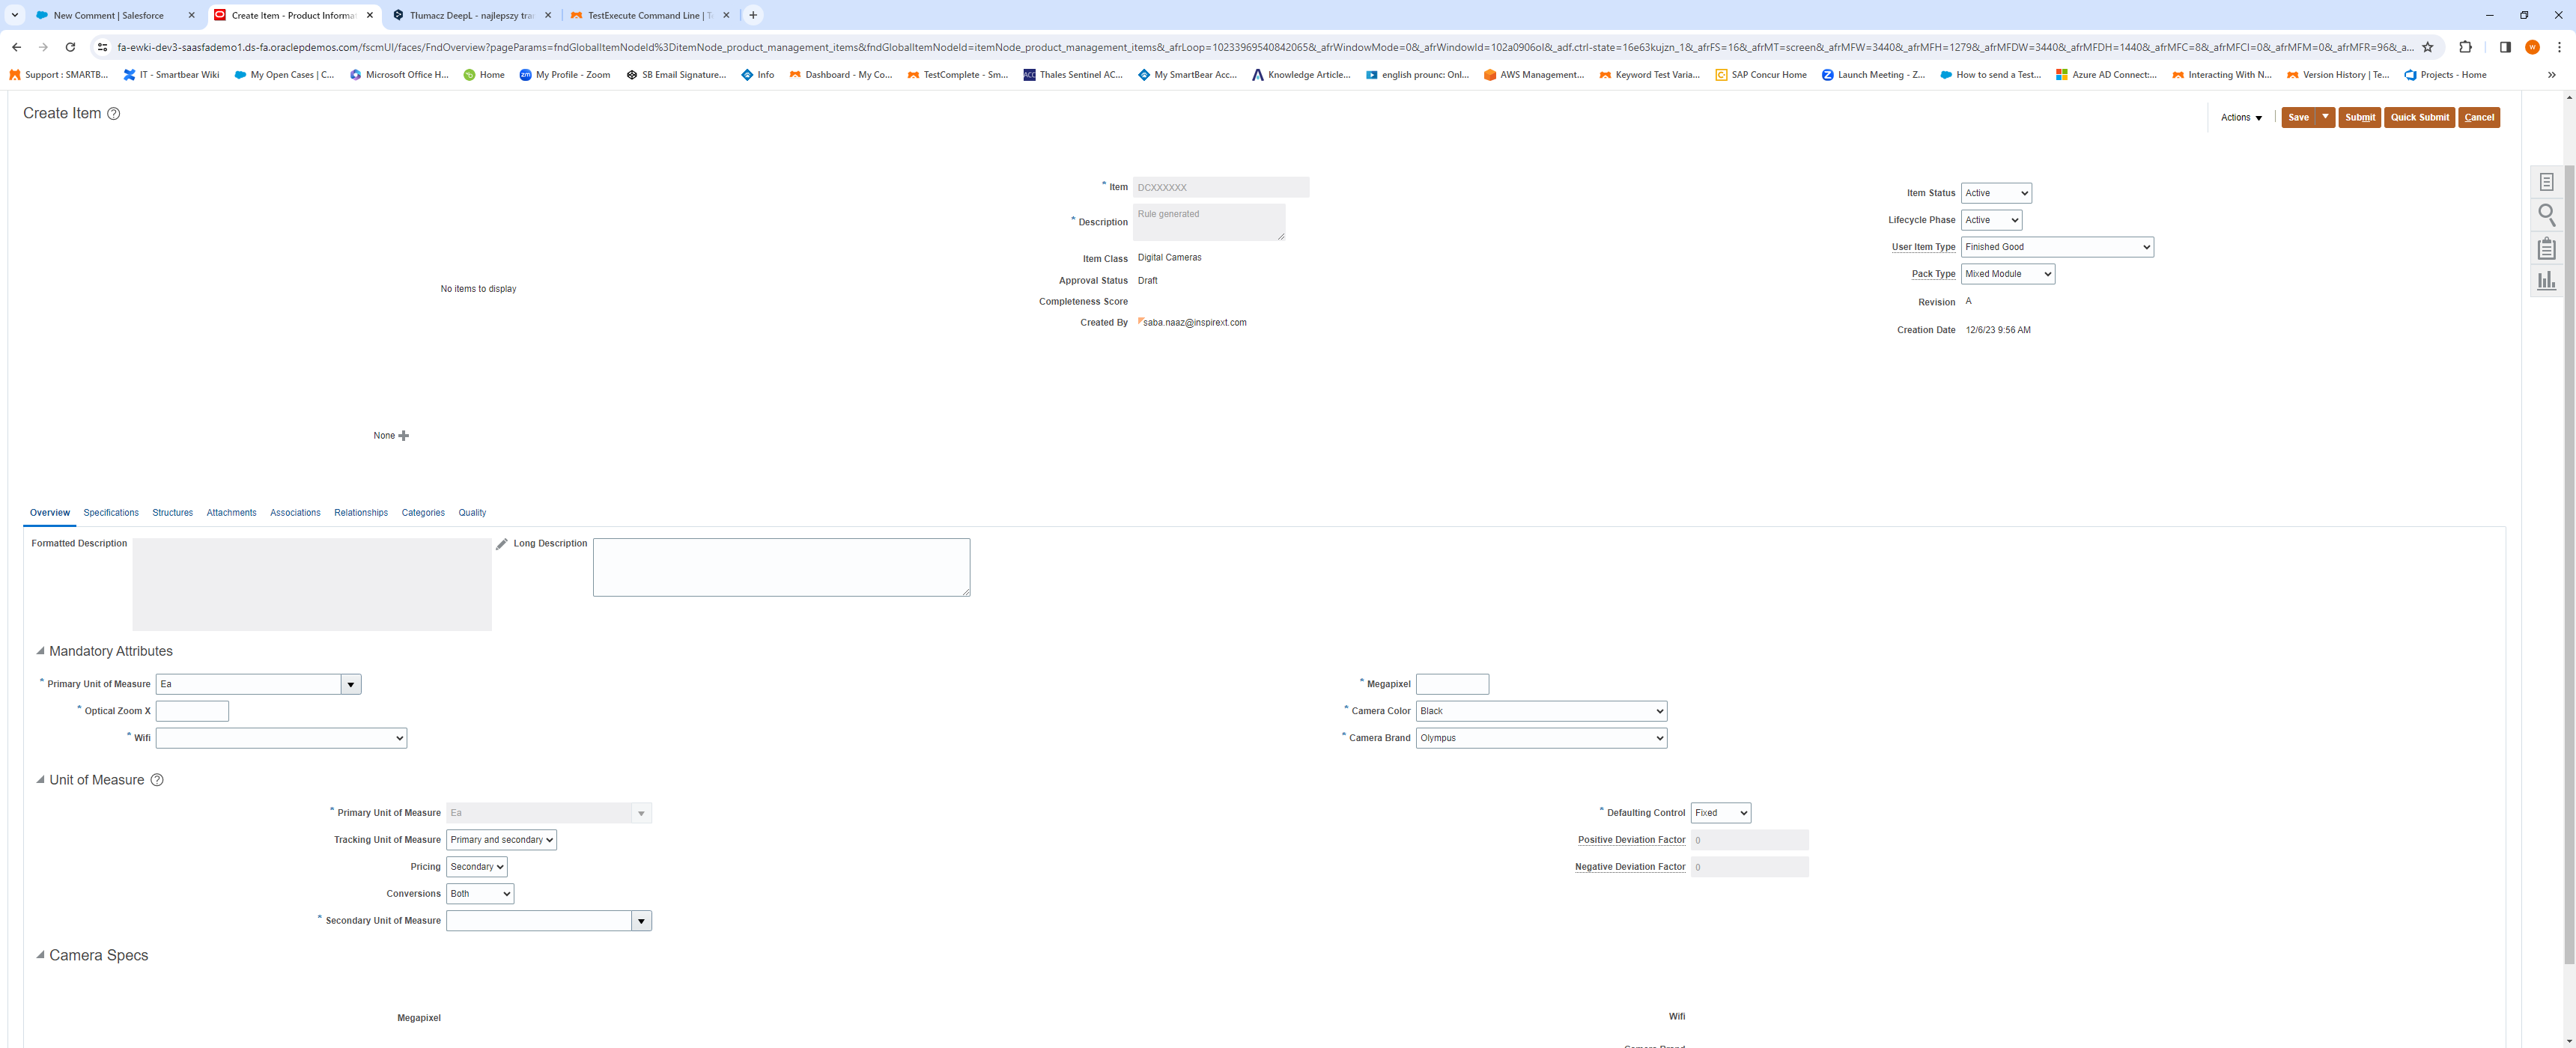 New Comment | Salesforce
Create Item - Product Informat
Tłumacz DeepL - najlepszy tra
TestExecute Command Line | T
fa-ewki-dev3-saasfademo1.ds-fa.oraclepdemos.com/fscmUI/faces/FndOverview?pageParams=fndGlobalItemNodeId%3DitemNode_product_management_items&fndGlobalItemNodeId=itemNode_product_management_items&_afrLoop=10233969540842065&_afrWindowMode=0&_afrWindowId=102a0906ol&_adf.ctrl-state=16e63kujzn_1&_afrFS=16&_afrMT=screen&_afrMFW=3440&_afrMFH=1279&_afrMFDW=3440&_afrMFDH=1440&_afrMFC=8&_afrMFCI=0&_afrMFM=0&_afrMFR=96&_a...
Support : SMARTB... IT - Smartbear Wiki My Open Cases | C... Microsoft Office H... Home My Profile - Zoom SB Email Signature... Info Dashboard - My Co... TestComplete - Sm... Thales Sentinel AC... My SmartBear Acc... Knowledge Article... english prounc: Onl... AWS Management... Keyword Test Varia... SAP Concur Home Launch Meeting - Z... How to send a Test... Azure AD Connect:... Interacting With N... Version History | Te... Projects - Home
Create Item
Actions Save Submit Quick Submit Cancel
* Item DCXXXXXX
* Description Rule generated
Item Class Digital Cameras
Approval Status Draft
Completeness Score
Created By saba.naaz@inspirext.com
Item Status Active
Lifecycle Phase Active
User Item Type Finished Good
Pack Type Mixed Module
Revision A
Creation Date 12/6/23 9:56 AM
No items to display
None
Overview Specifications Structures Attachments Associations Relationships Categories Quality
Formatted Description
Long Description
Mandatory Attributes
* Primary Unit of Measure Ea
* Optical Zoom X
* Wifi
* Megapixel
* Camera Color Black
* Camera Brand Olympus
Unit of Measure
* Primary Unit of Measure Ea
Tracking Unit of Measure Primary and secondary
Pricing Secondary
Conversions Both
* Secondary Unit of Measure
* Defaulting Control Fixed
Positive Deviation Factor 0
Negative Deviation Factor 0
Camera Specs
Megapixel
Wifi